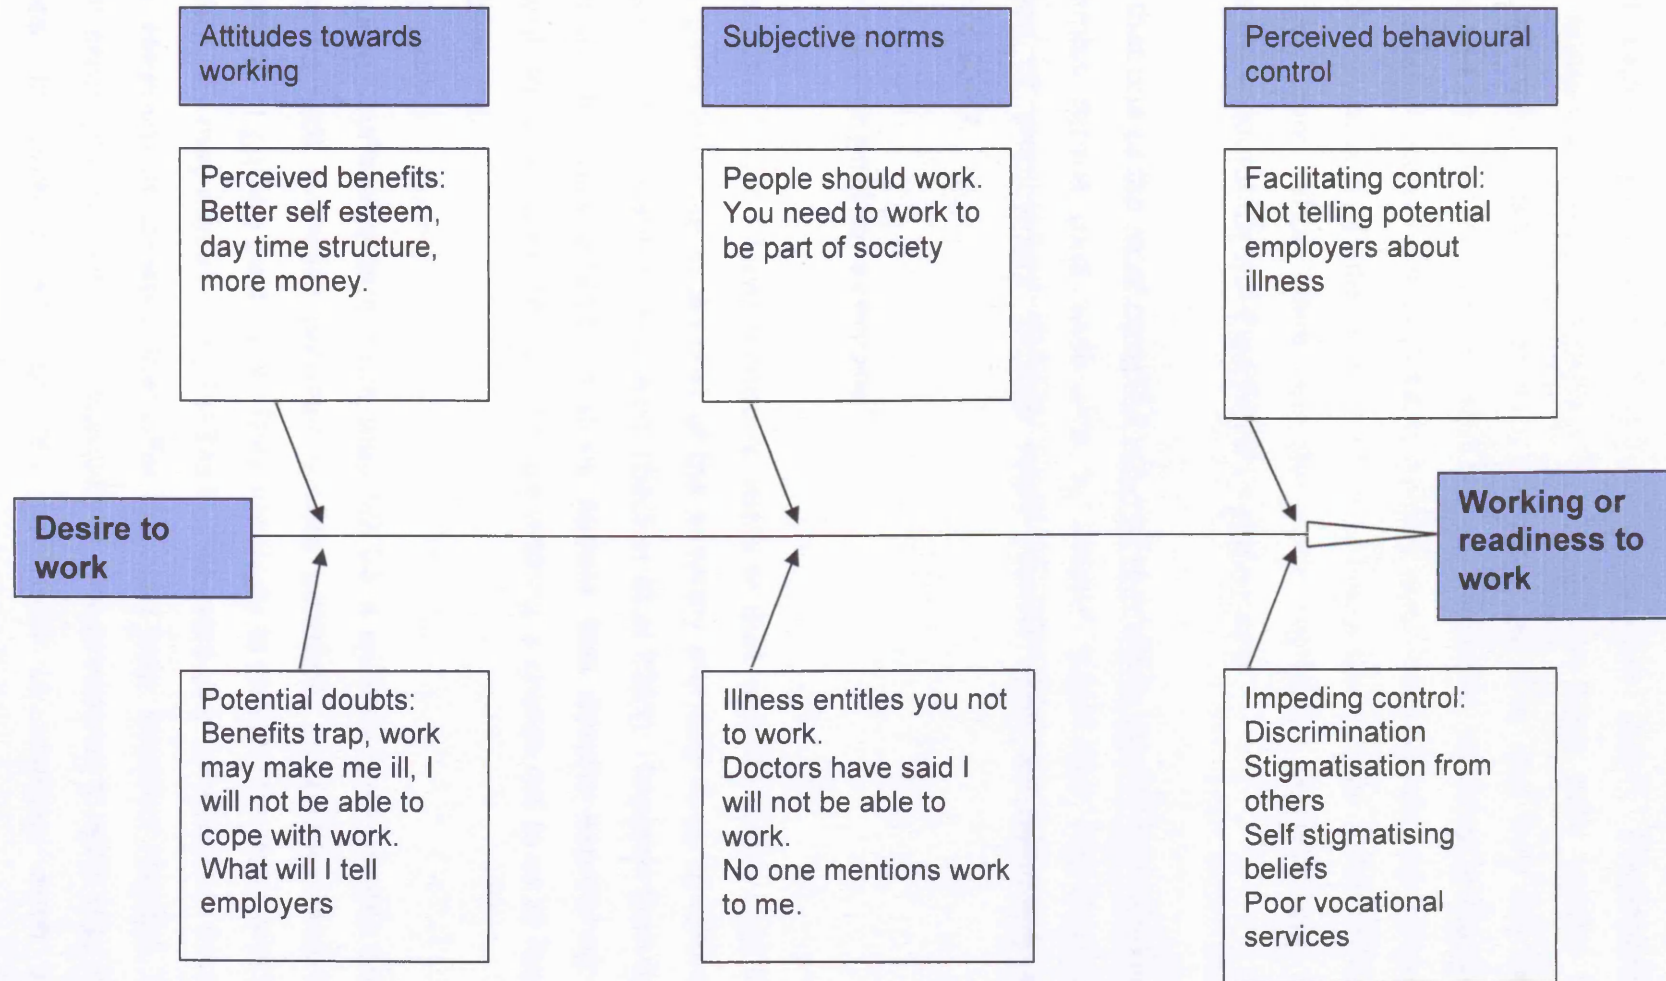 Attitudes towards
working
Subjective norms
Perceived behavioural
control
Perceived benefits:
Better self esteem,
day time structure,
more money.
People should work.
You need to work to
be part of society
Facilitating control:
Not telling potential
employers about
illness
Desire to
work
Working or
readiness to
work
Potential doubts:
Benefits trap, work
may make me ill, I
will not be able to
cope with work.
What will I tell
employers
Illness entitles you not
to work.
Doctors have said I
will not be able to
work.
No one mentions work
to me.
Impeding control:
Discrimination
Stigmatisation from
others
Self stigmatising
beliefs
Poor vocational
services